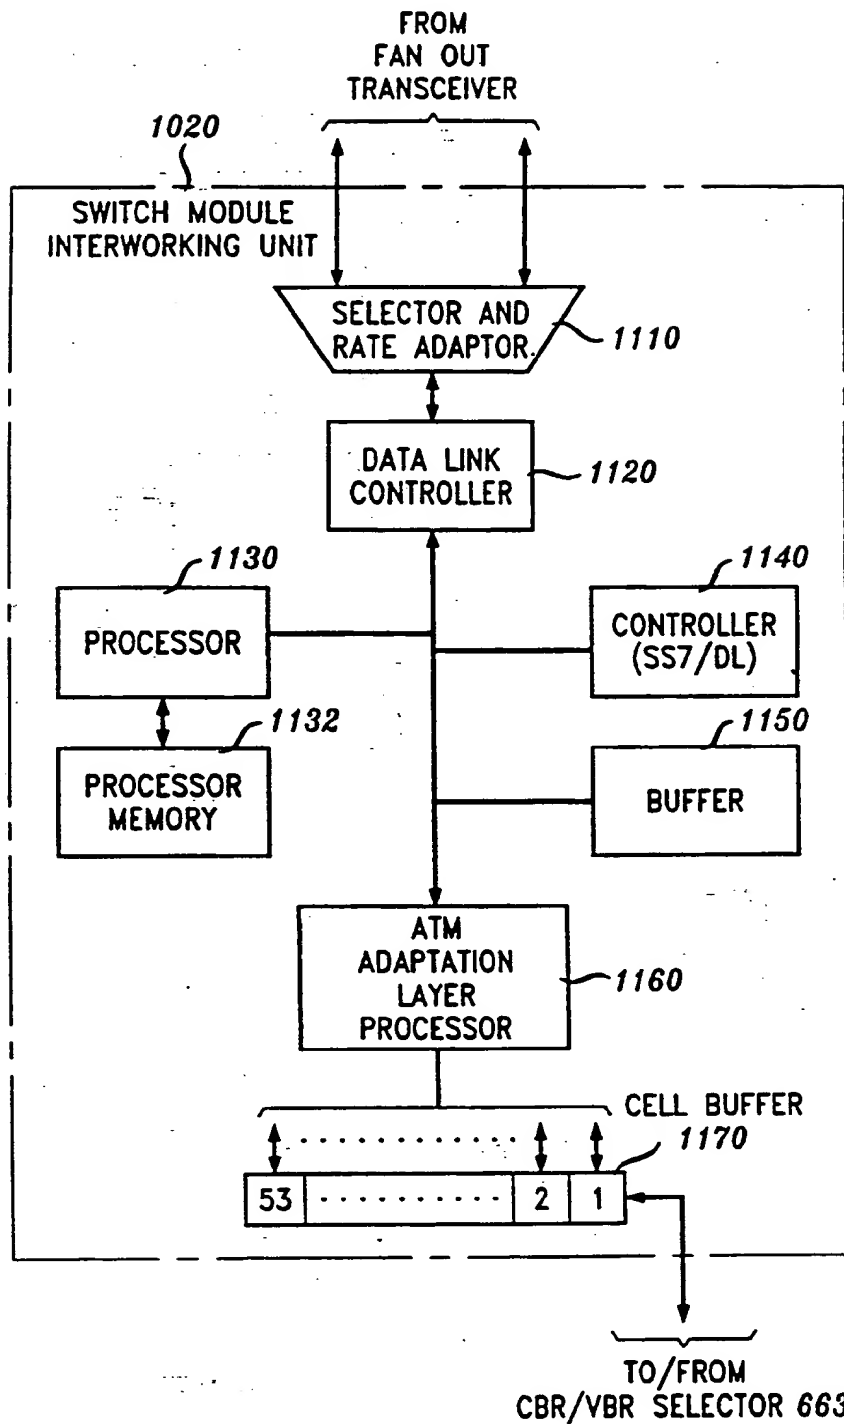 FROM
FAN OUT
TRANSCEIVER
1020
SWITCH MODULE
INTERWORKING UNIT
SELECTOR AND
RATE ADAPTOR.
1110
DATA LINK
CONTROLLER
1120
1130
PROCESSOR
1140
CONTROLLER
(SS7/DL)
1132
PROCESSOR
MEMORY
1150
BUFFER
ATM
ADAPTATION
LAYER
PROCESSOR
1160
CELL BUFFER
1170
53
2
1
TO/FROM
CBR/VBR SELECTOR 663